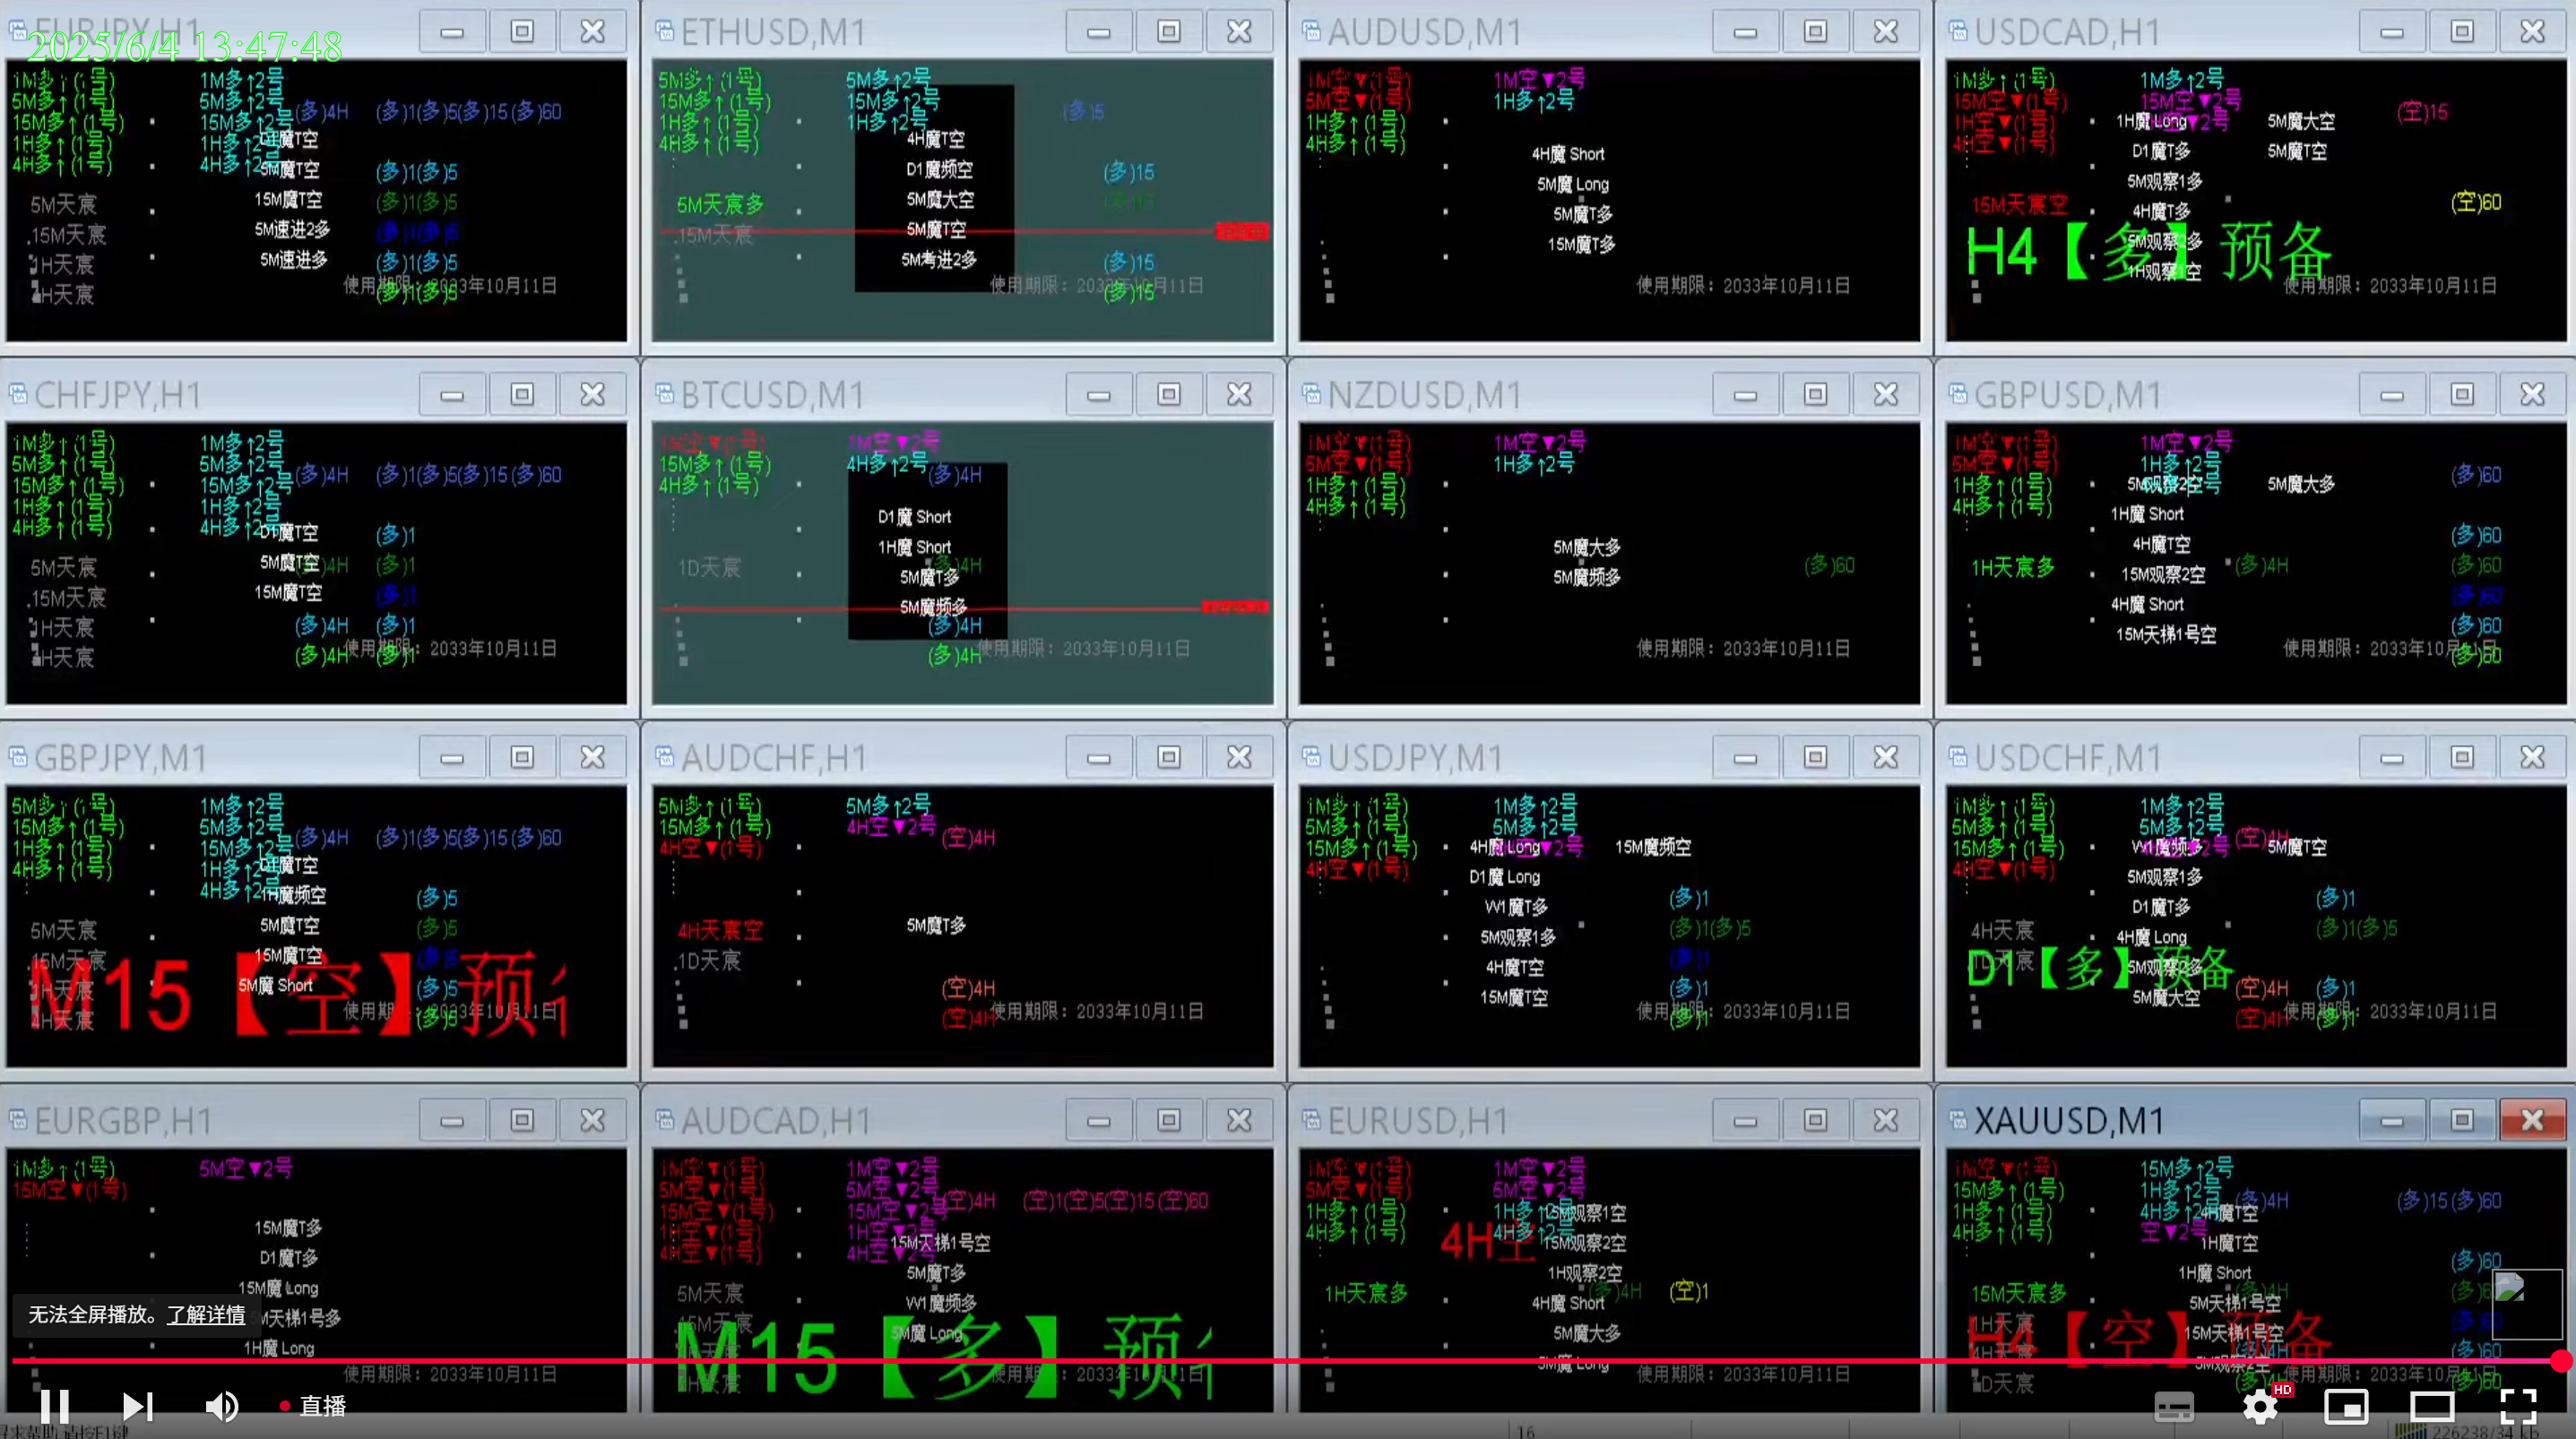 EURJPY,H1
2025/6/4 13:47:48
1M多↑(1号) 1M多↑2号
5M多↑(1号) 5M多↑2号 (多)4H (多)1(多)5(多)15(多)60
15M多↑(1号) 15M多↑2号
1H多↑(1号) 1H多↑2号 D1魔T空
4H多↑(1号) 4H多↑2号 5M魔T空 (多)1(多)5
5M天宸 15M魔T空 (多)1(多)5
15M天宸 5M速进2多 (多)1(多)5
1H天宸 5M速进多 (多)1(多)5
4H天宸 使用期限：2033年10月11日 (多)1(多)5
ETHUSD,M1
5M多↑(1号) 5M多↑2号
15M多↑(1号) 15M多↑2号 (多)5
1H多↑(1号) 1H多↑2号
4H多↑(1号) 4H魔T空
D1魔频空 (多)15
5M天宸多 5M魔大空
15M天宸 5M魔T空
5M考进2多 (多)15
使用期限：2033年10月11日 (多)15
AUDUSD,M1
1M空▼(1号) 1M空▼2号
5M空▼(1号) 1H多↑2号
1H多↑(1号)
4H多↑(1号) 4H魔 Short
5M魔 Long
5M魔T多
15M魔T多
使用期限：2033年10月11日
USDCAD,H1
1M多↑(1号) 1M多↑2号
15M空▼(1号) 15M空▼2号 (空)15
1H空▼(1号) 1H魔 Long 5M魔大空
4H空▼(1号) D1魔T多 5M魔T空
5M观察1多
15M天宸空 4H魔T多 (空)60
H4【多】预备
1H观察1空
使用期限：2033年10月11日
CHFJPY,H1
1M多↑(1号) 1M多↑2号
5M多↑(1号) 5M多↑2号 (多)4H (多)1(多)5(多)15(多)60
15M多↑(1号) 15M多↑2号
1H多↑(1号) 1H多↑2号
4H多↑(1号) 4H多↑2号 D1魔T空 (多)1
5M天宸 5M魔T空 (多)4H (多)1
15M天宸 15M魔T空 (多)1
1H天宸 (多)4H (多)1
4H天宸 (多)4H (多)1 使用期限：2033年10月11日
BTCUSD,M1
1M空▼(1号) 1M空▼2号
15M多↑(1号) 4H多↑2号 (多)4H
4H多↑(1号)
D1魔 Short
1H魔 Short
1D天宸 5M魔T多 (多)4H
5M魔频多
(多)4H
(多)4H 使用期限：2033年10月11日
NZDUSD,M1
1M空▼(1号) 1M空▼2号
5M空▼(1号) 1H多↑2号
1H多↑(1号)
4H多↑(1号)
5M魔大多
5M魔频多 (多)60
使用期限：2033年10月11日
GBPUSD,M1
1M空▼(1号) 1M空▼2号
5M空▼(1号) 1H多↑2号 (多)60
1H多↑(1号) 5M观察2空 5M魔大多
4H多↑(1号) 1H魔 Short
4H魔T空 (多)60
1H天宸多 15M观察2空 (多)4H (多)60
4H魔 Short (多)60
15M天梯1号空 (多)60
使用期限：2033年10月11日 (多)60
GBPJPY,M1
5M多↑(1号) 1M多↑2号
15M多↑(1号) 5M多↑2号 (多)4H (多)1(多)5(多)15(多)60
1H多↑(1号) 15M多↑2号
4H多↑(1号) 1H多↑2号 D1魔T空
4H多↑2号 1H魔频空 (多)5
5M天宸 5M魔T空 (多)5
15M天宸 15M魔T空 (多)5
1H天宸 5M魔 Short (多)5
4H天宸 使用期限：2033年10月11日 (多)5
M15【空】预
AUDCHF,H1
5M多↑(1号) 5M多↑2号
15M多↑(1号) 4H空▼2号 (空)4H
4H空▼(1号)
4H天宸空 5M魔T多
1D天宸
(空)4H
(空)4H 使用期限：2033年10月11日
USDJPY,M1
1M多↑(1号) 1M多↑2号
5M多↑(1号) 5M多↑2号
15M多↑(1号) 4H魔 Long 15M魔频空
4H空▼(1号) D1魔 Long
W1魔T多 (多)1
5M观察1多 (多)1(多)5
4H魔T空 (多)1
15M魔T空 (多)1
使用期限：2033年10月11日 (多)1
USDCHF,M1
1M多↑(1号) 1M多↑2号
5M多↑(1号) 5M多↑2号 (空)4H
15M多↑(1号) W1魔频多 5M魔T空
4H空▼(1号) 5M观察1多
D1魔T多 (多)1
4H天宸 4H魔 Long (多)1(多)5
1D天宸 5M观察2多
D1【多】预备
5M魔大空 (空)4H (多)1
(空)4H (多)1 使用期限：2033年10月11日
EURGBP,H1
1M多↑(1号) 5M空▼2号
15M空▼(1号)
15M魔T多
D1魔T多
15M魔 Long
5M天梯1号多
1H魔 Long
使用期限：2033年10月11日
AUDCAD,H1
1M空▼(1号) 1M空▼2号
5M空▼(1号) 5M空▼2号 (空)4H (空)1(空)5(空)15(空)60
15M空▼(1号) 15M空▼2号
1H空▼(1号) 1H空▼2号 15M天梯1号空
4H空▼(1号) 4H空▼2号
5M魔T多
5M天宸 W1魔频多
15M天宸 5M魔 Long
M15【多】预
4H天宸 使用期限：2033年10月11日
EURUSD,H1
1M空▼(1号) 1M空▼2号
5M空▼(1号) 5M空▼2号
1H多↑(1号) 1H多↑2号 15M观察1空
4H多↑(1号) 4H多↑2号 15M观察2空
4H空
1H观察2空
1H天宸多 4H魔 Short (多)4H (空)1
5M魔大多
5M魔 Long
使用期限：2033年10月11日
XAUUSD,M1
1M空▼(1号) 15M多↑2号
15M多↑(1号) 1H多↑2号 (多)4H (多)15(多)60
1H多↑(1号) 4H多↑2号 4H魔T空
4H多↑(1号) 空▼2号 1H魔T空
1H魔 Short (多)60
15M天宸多 5M天梯1号空
1H天宸 15M天梯1号空
H4【空】预备
5M观察2空 (多)60
1D天宸 使用期限：2033年10月11日 (多)60
无法全屏播放。了解详情
直播
HD
16
226238/34 kb